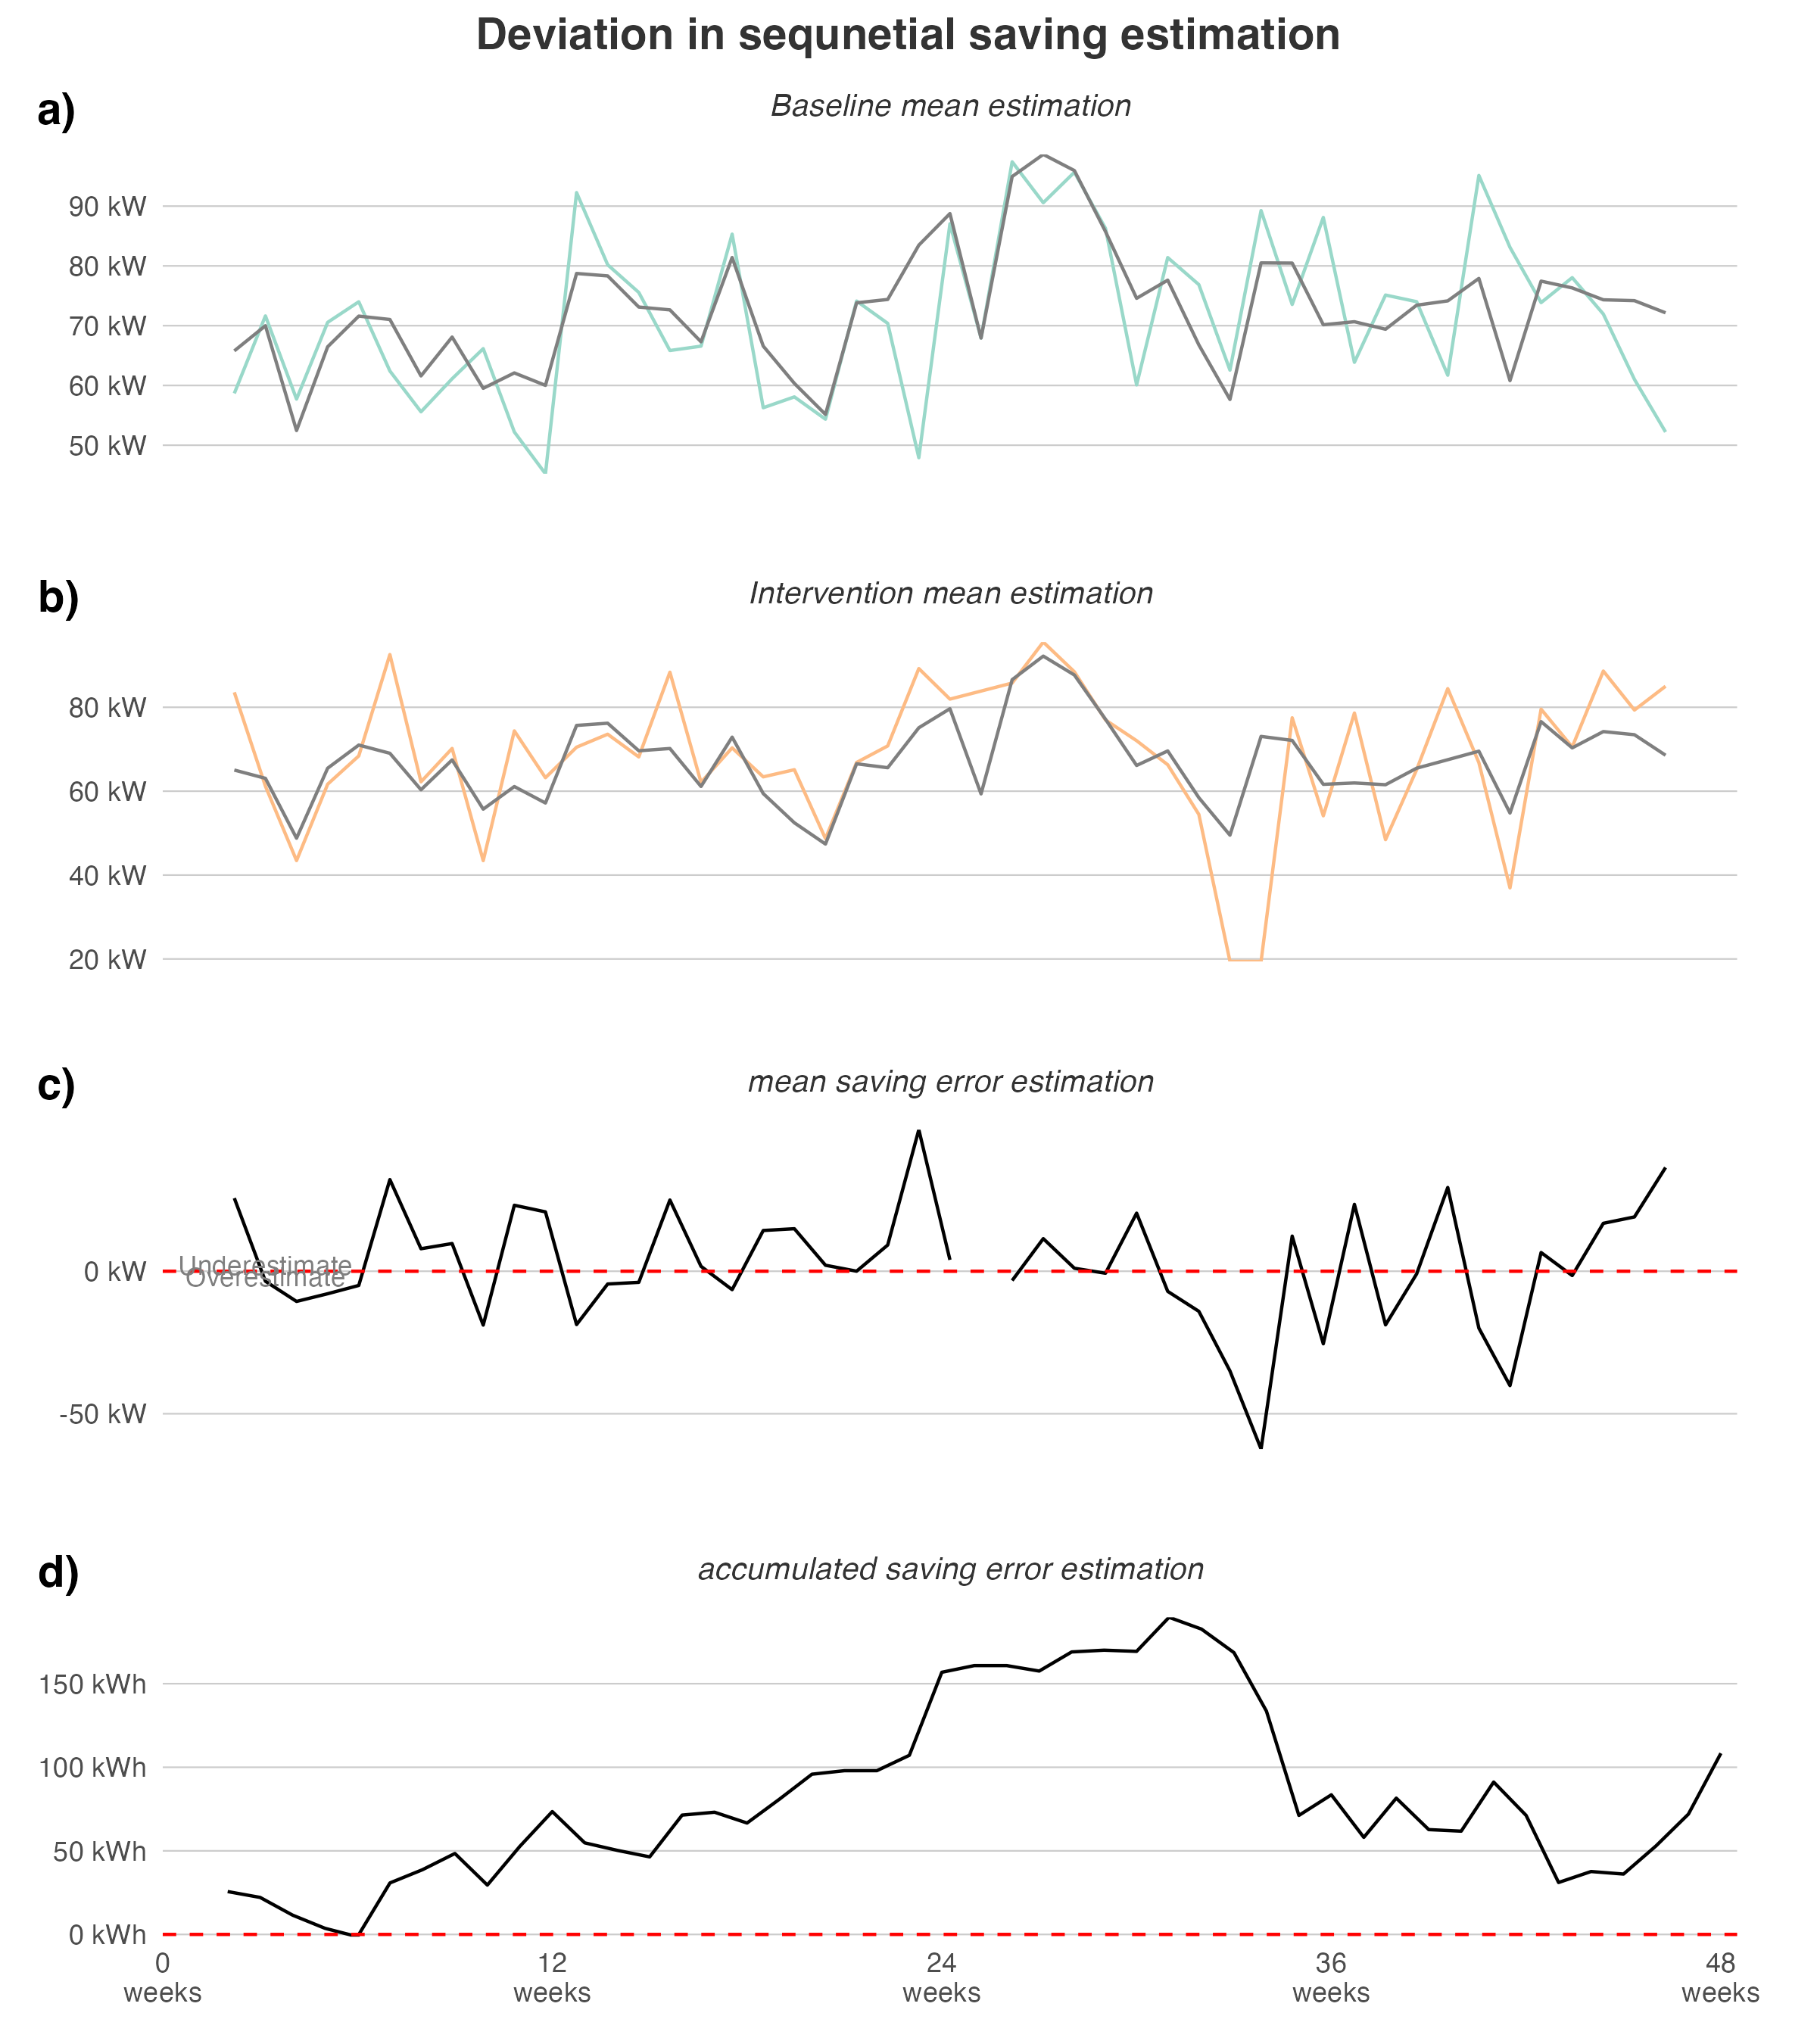 Deviation in sequnetial saving estimation
a)
Baseline mean estimation
90 kW
80 kW
70 kW
60 kW
50 kW
b)
Intervention mean estimation
80 kW
60 kW
40 kW
20 kW
c)
mean saving error estimation
Underestimate
0 kW
Overestimate
-50 kW
d)
accumulated saving error estimation
150 kWh
100 kWh
50 kWh
0 kWh
0 12 24 36 48
weeks weeks weeks weeks weeks